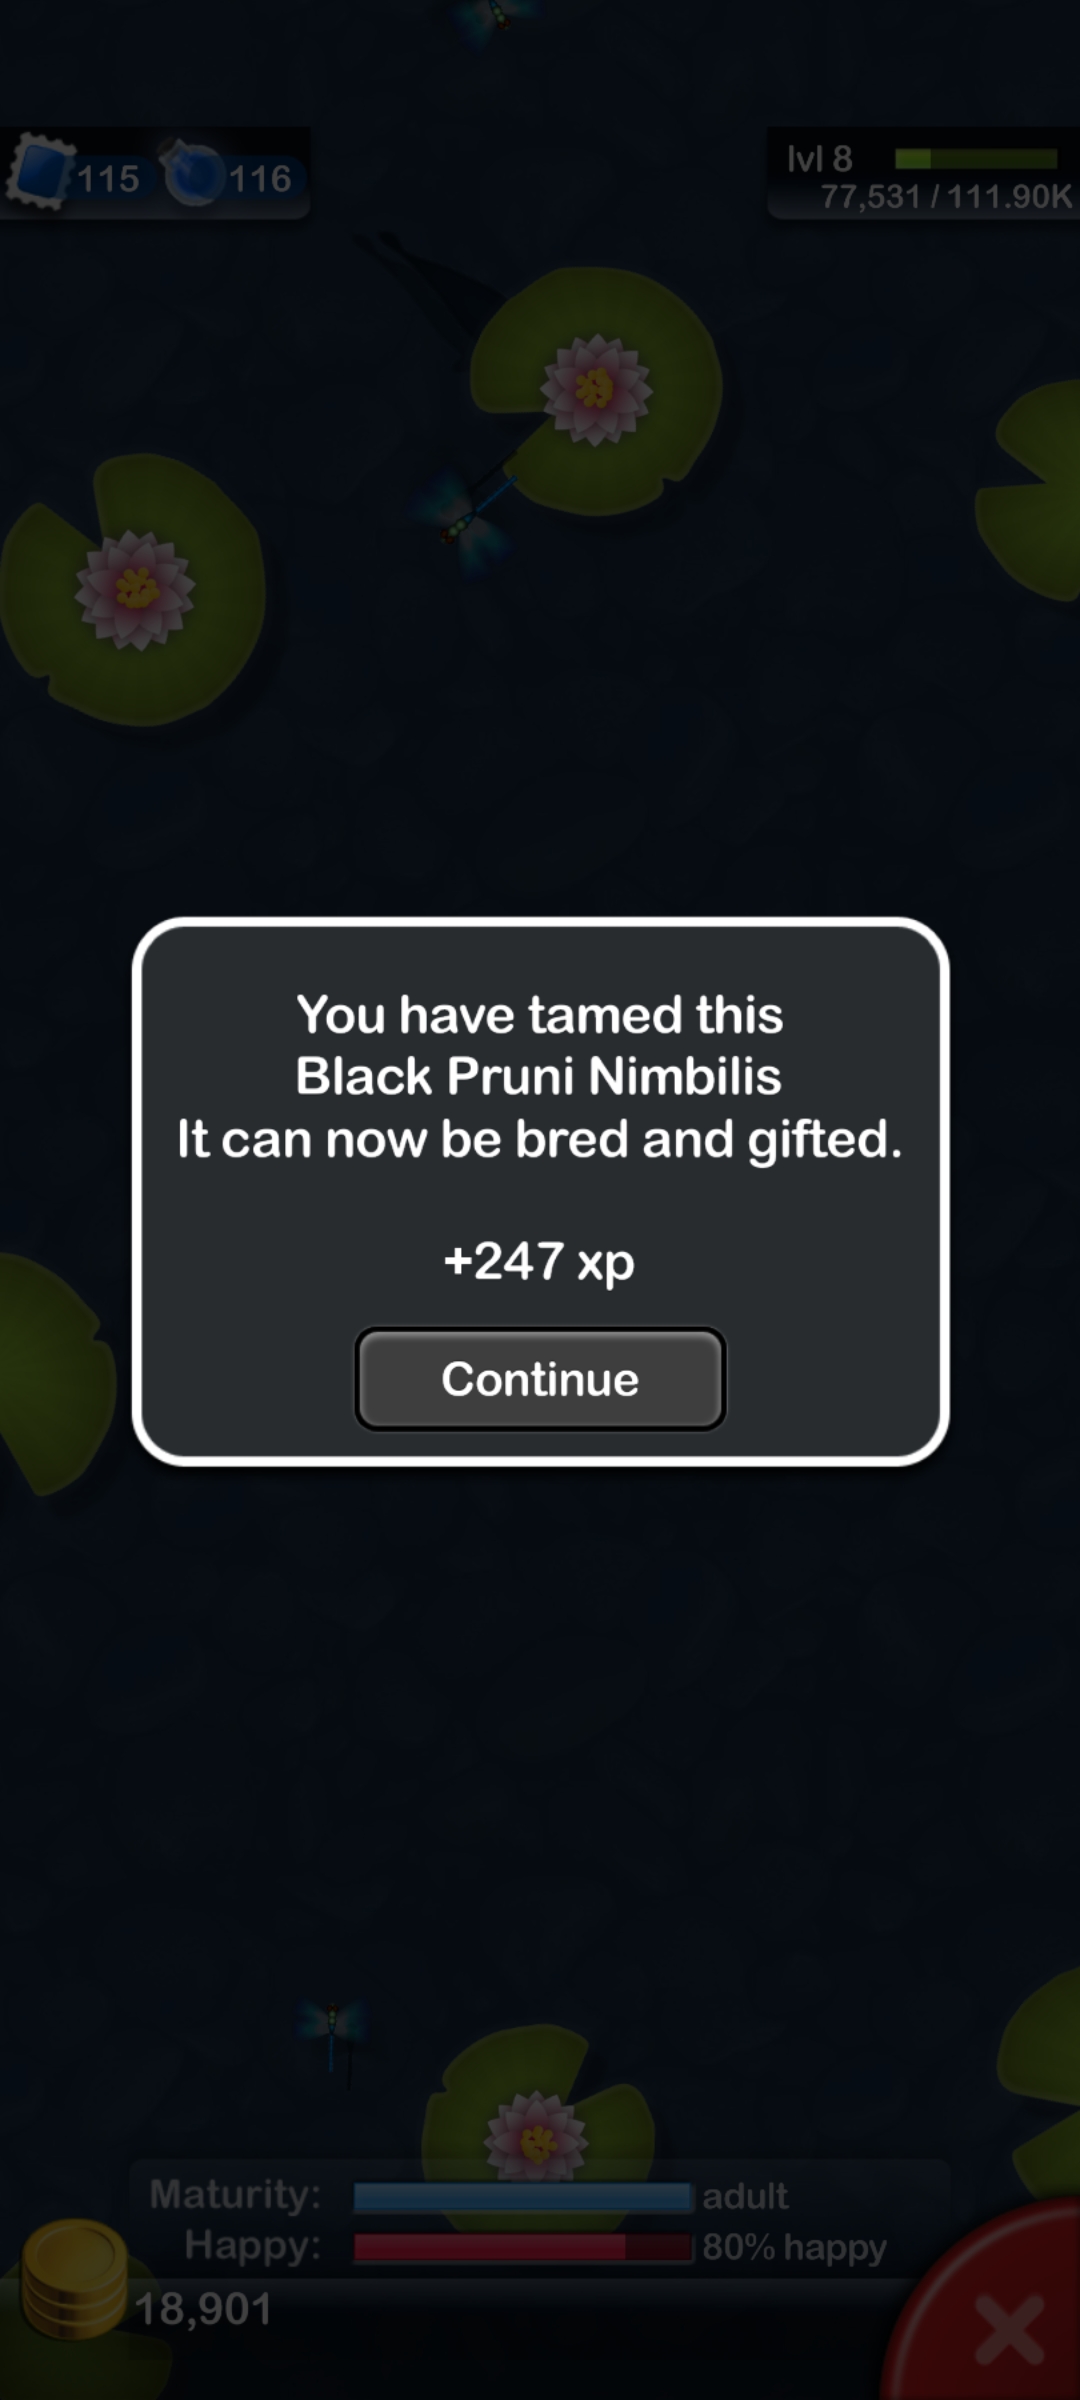 115
116
lvl 8
77,531 / 111.90K
You have tamed this
Black Pruni Nimbilis
It can now be bred and gifted.
+247 xp
Continue
Maturity: adult
Happy: 80% happy
18,901